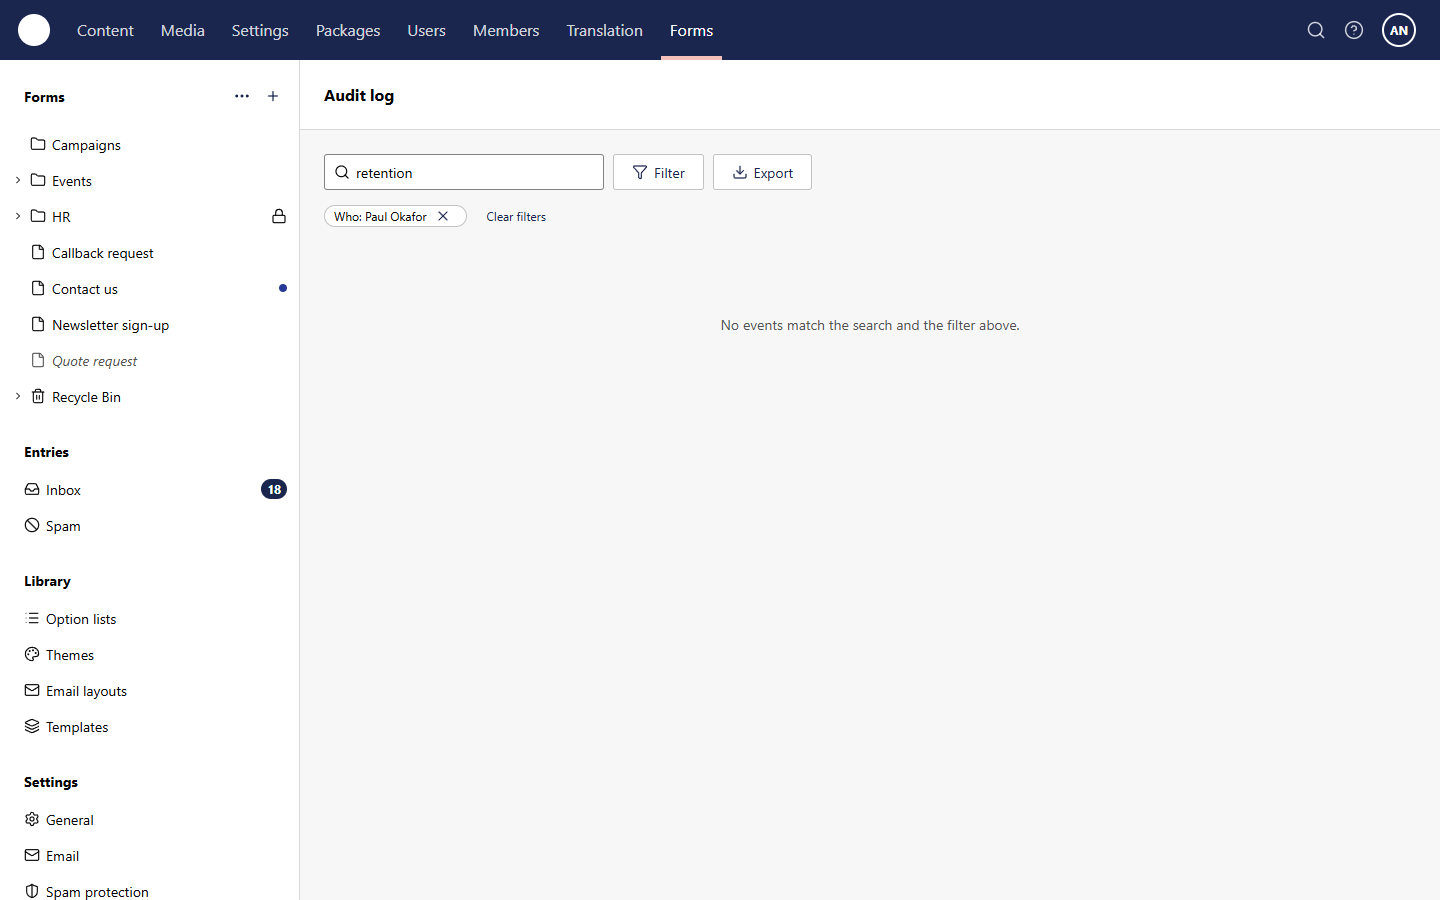 Content Media Settings Packages Users Members Translation Forms AN
Forms
Campaigns
Events
HR
Callback request
Contact us
Newsletter sign-up
Quote request
Recycle Bin
Entries
Inbox 18
Spam
Library
Option lists
Themes
Email layouts
Templates
Settings
General
Email
Spam protection
Audit log
retention Filter Export
Who: Paul Okafor Clear filters
No events match the search and the filter above.